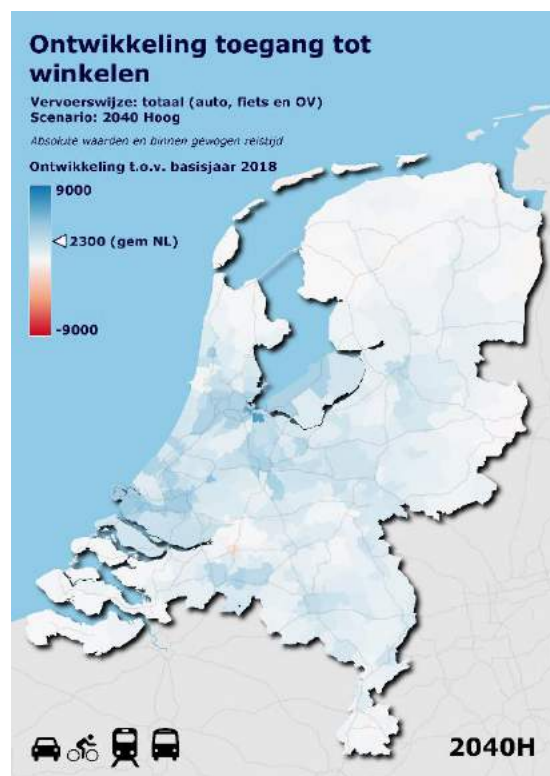 Ontwikkeling toegang tot
winkelen
Vervoerswijze: totaal (auto, fiets en OV)
Scenario: 2040 Hoog
Absolute waarden en binnen gewogen reistijd
Ontwikkeling t.o.v. basisjaar 2018
9000
2300 (gem NL)
-9000
2040H